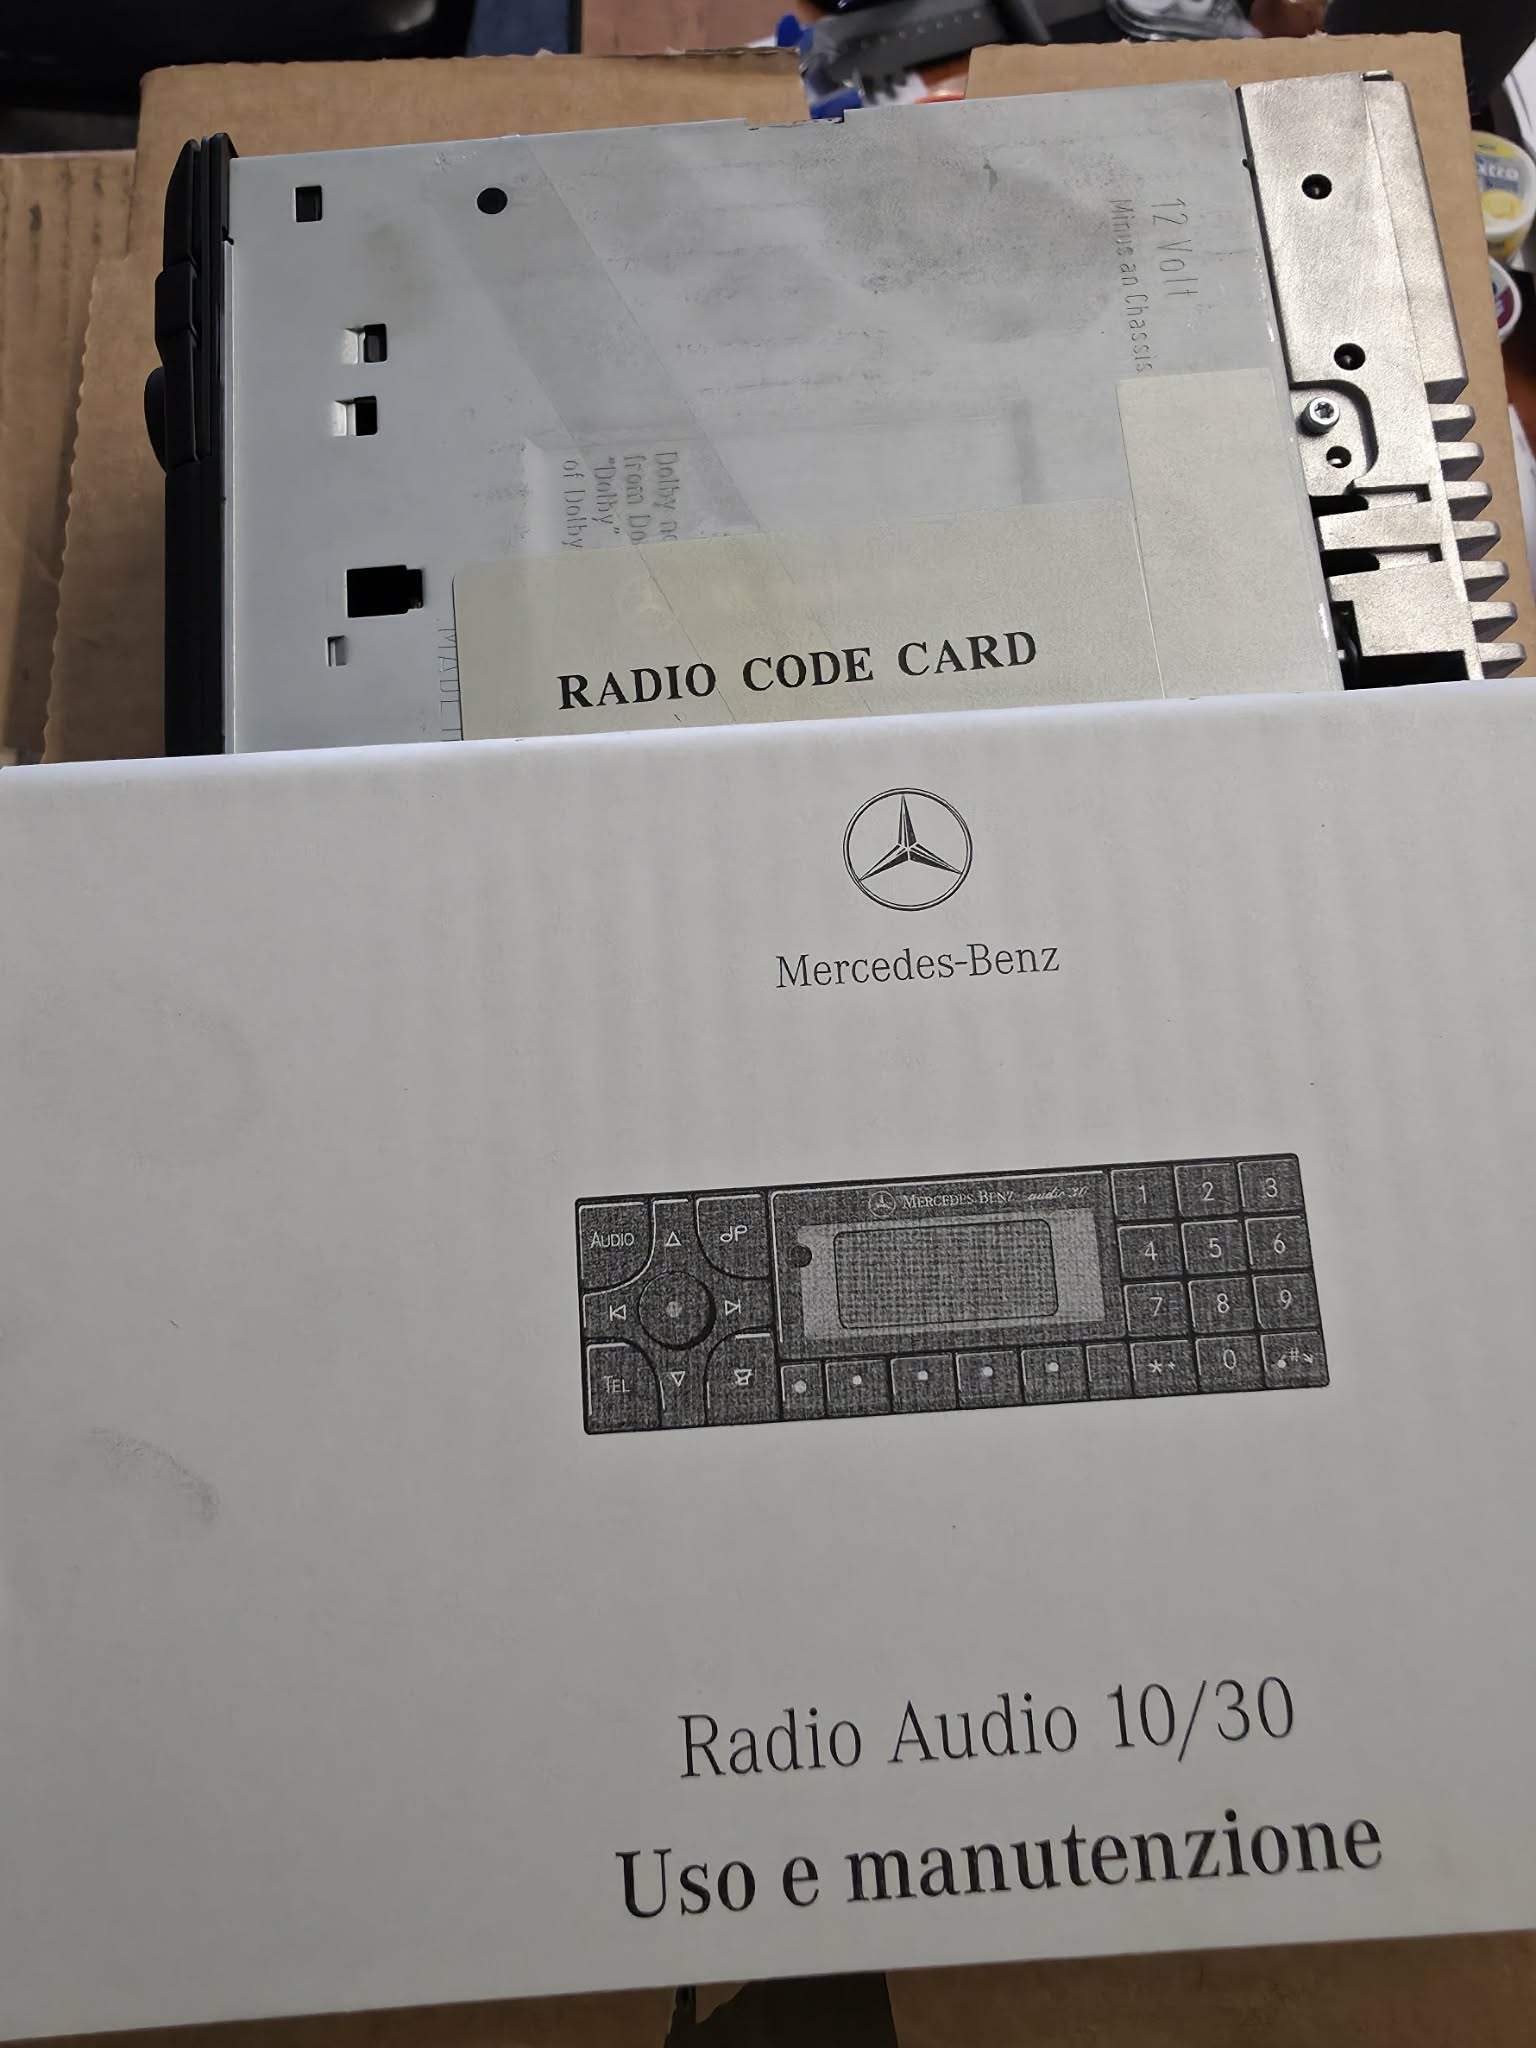 12 Volt
Minus an Chassis
Dolby
from
"Dolby"
of Dolby
MADE
RADIO CODE CARD
Mercedes-Benz
MERCEDES-BENZ audio 30
AUDIO
TEL
1 2 3
4 5 6
7 8 9
* 0 #
Radio Audio 10/30
Uso e manutenzione